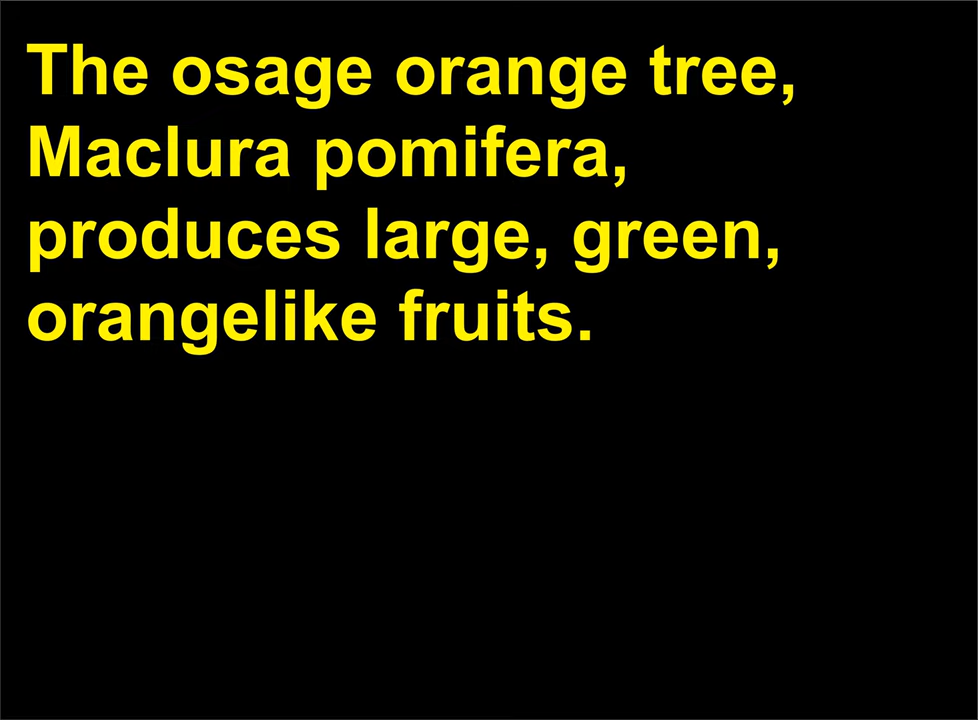 The osage orange tree,
Maclura pomifera,
produces large, green,
orangelike fruits.